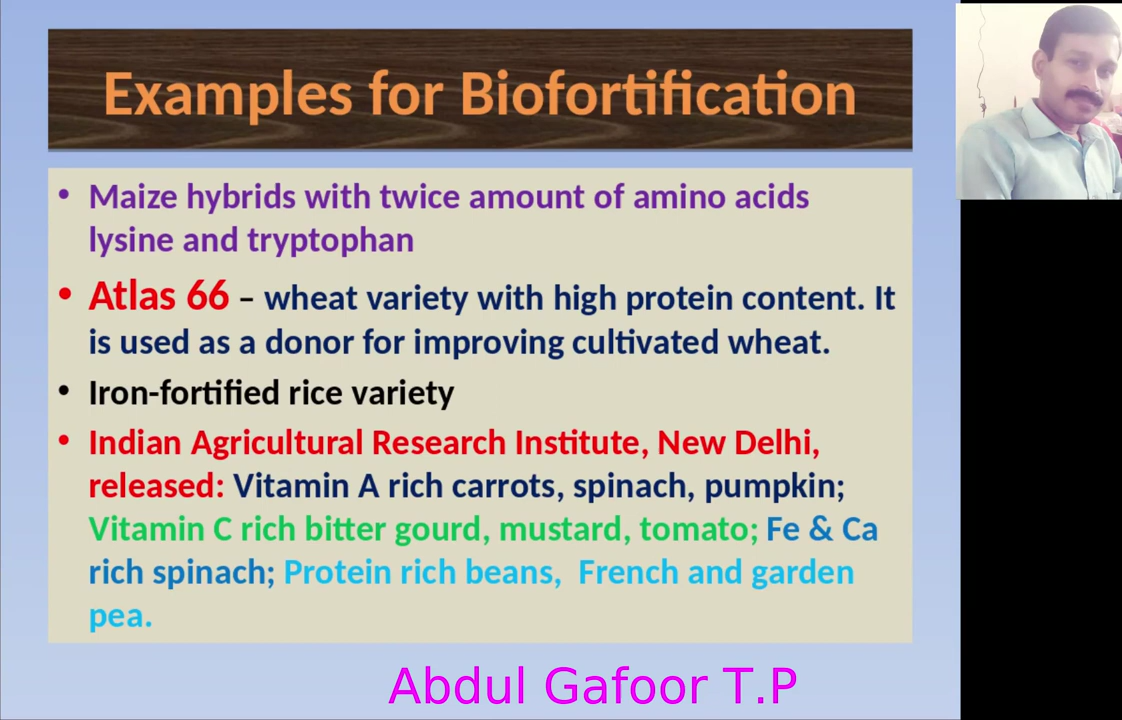 Examples for Biofortification
• Maize hybrids with twice amount of amino acids
lysine and tryptophan
• Atlas 66 – wheat variety with high protein content. It
is used as a donor for improving cultivated wheat.
• Iron-fortified rice variety
• Indian Agricultural Research Institute, New Delhi,
released: Vitamin A rich carrots, spinach, pumpkin;
Vitamin C rich bitter gourd, mustard, tomato; Fe & Ca
rich spinach; Protein rich beans, French and garden
pea.
Abdul Gafoor T.P